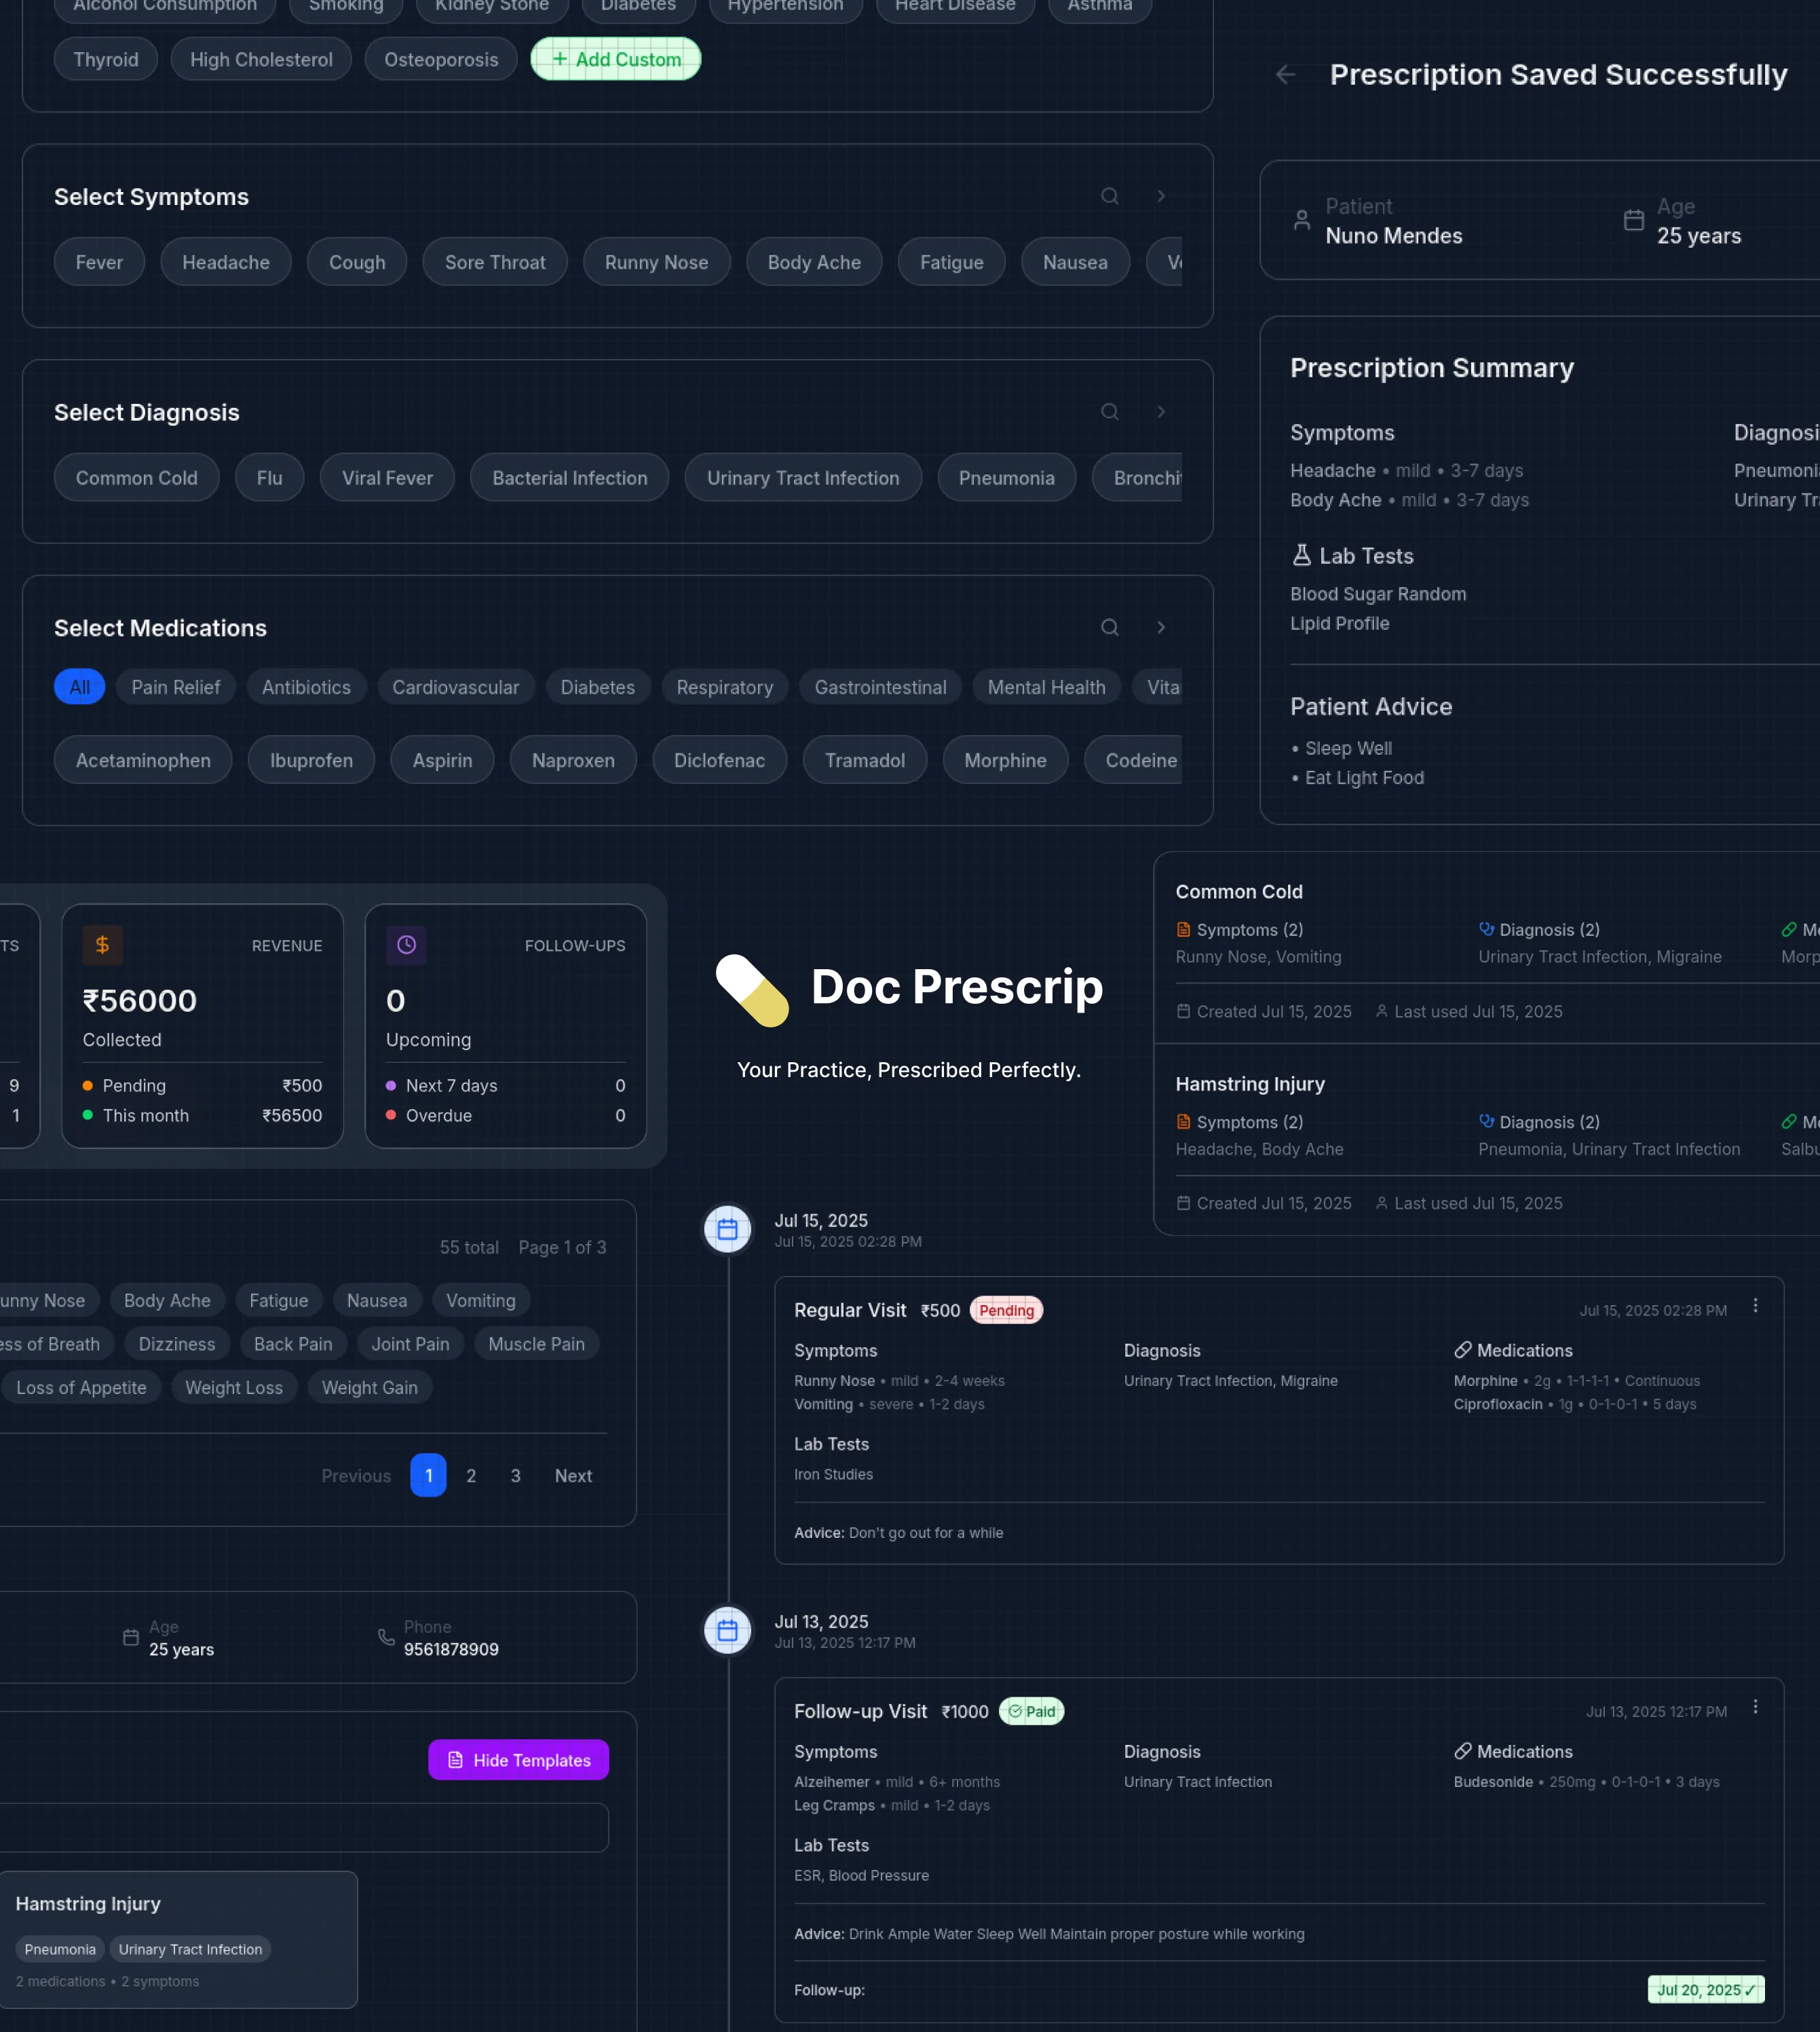 Alcohol Consumption Smoking Kidney Stone Diabetes Hypertension Heart Disease Asthma
Thyroid High Cholesterol Osteoporosis + Add Custom
Select Symptoms
Fever Headache Cough Sore Throat Runny Nose Body Ache Fatigue Nausea
Select Diagnosis
Common Cold Flu Viral Fever Bacterial Infection Urinary Tract Infection Pneumonia Bronchit
Select Medications
All Pain Relief Antibiotics Cardiovascular Diabetes Respiratory Gastrointestinal Mental Health Vita
Acetaminophen Ibuprofen Aspirin Naproxen Diclofenac Tramadol Morphine Codeine
Prescription Saved Successfully
Patient Age
Nuno Mendes 25 years
Prescription Summary
Symptoms Diagnosi
Headache • mild • 3-7 days Pneumoni
Body Ache • mild • 3-7 days Urinary Tr
Lab Tests
Blood Sugar Random
Lipid Profile
Patient Advice
• Sleep Well
• Eat Light Food
TS
9
1
$ REVENUE
₹56000
Collected
Pending ₹500
This month ₹56500
FOLLOW-UPS
0
Upcoming
Next 7 days 0
Overdue 0
Doc Prescrip
Your Practice, Prescribed Perfectly.
Common Cold
Symptoms (2) Diagnosis (2) Me
Runny Nose, Vomiting Urinary Tract Infection, Migraine Morp
Created Jul 15, 2025 Last used Jul 15, 2025
Hamstring Injury
Symptoms (2) Diagnosis (2) Me
Headache, Body Ache Pneumonia, Urinary Tract Infection Salbu
Created Jul 15, 2025 Last used Jul 15, 2025
55 total Page 1 of 3
unny Nose Body Ache Fatigue Nausea Vomiting
ess of Breath Dizziness Back Pain Joint Pain Muscle Pain
Loss of Appetite Weight Loss Weight Gain
Previous 1 2 3 Next
Age Phone
25 years 9561878909
Hide Templates
Hamstring Injury
Pneumonia Urinary Tract Infection
2 medications • 2 symptoms
Jul 15, 2025
Jul 15, 2025 02:28 PM
Regular Visit ₹500 Pending Jul 15, 2025 02:28 PM
Symptoms Diagnosis Medications
Runny Nose • mild • 2-4 weeks Urinary Tract Infection, Migraine Morphine • 2g • 1-1-1-1 • Continuous
Vomiting • severe • 1-2 days Ciprofloxacin • 1g • 0-1-0-1 • 5 days
Lab Tests
Iron Studies
Advice: Don't go out for a while
Jul 13, 2025
Jul 13, 2025 12:17 PM
Follow-up Visit ₹1000 Paid Jul 13, 2025 12:17 PM
Symptoms Diagnosis Medications
Alzeihemer • mild • 6+ months Urinary Tract Infection Budesonide • 250mg • 0-1-0-1 • 3 days
Leg Cramps • mild • 1-2 days
Lab Tests
ESR, Blood Pressure
Advice: Drink Ample Water Sleep Well Maintain proper posture while working
Follow-up: Jul 20, 2025 ✓